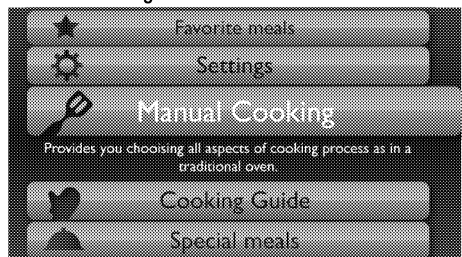 Favorite meals
Settings
Manual Cooking
Provides you chooising all aspects of cooking process as in a
traditional oven.
Cooking Guide
Special meals